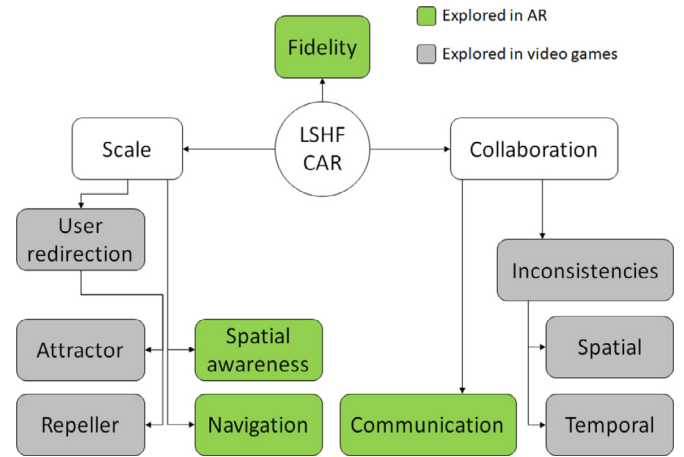 Explored in AR
Explored in video games
Fidelity
LSHF
CAR
Scale
Collaboration
User
redirection
Inconsistencies
Attractor
Spatial
awareness
Spatial
Repeller
Navigation
Communication
Temporal